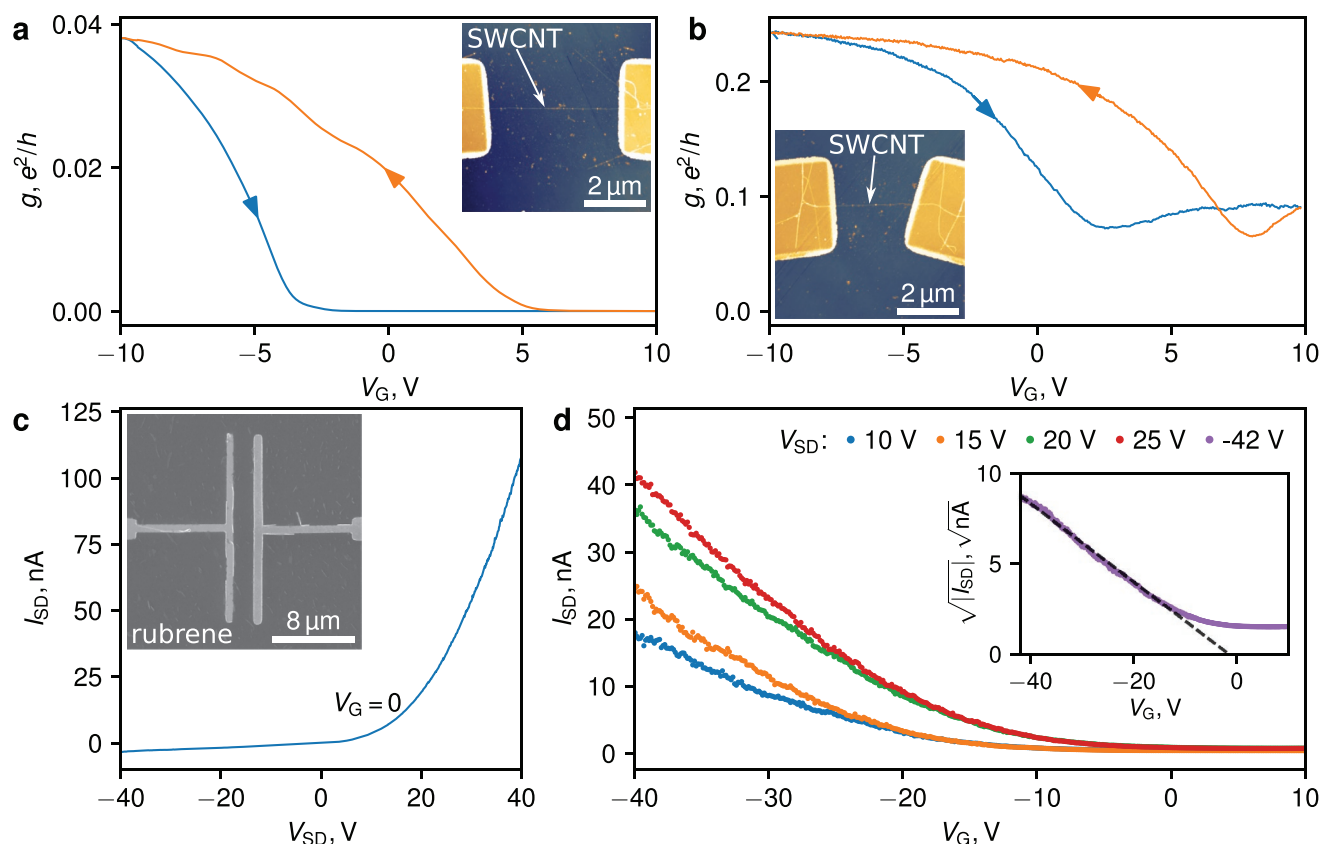 a
0.04
0.02
0.00
g, e²/h
−10
−5
0
5
10
V_G, V
SWCNT
2 µm
b
0.2
0.1
0.0
g, e²/h
−10
−5
0
5
10
V_G, V
SWCNT
2 µm
c
125
100
75
50
25
0
I_SD, nA
−40
−20
0
20
40
V_SD, V
V_G = 0
rubrene
8 µm
d
50
40
30
20
10
0
I_SD, nA
−40
−30
−20
−10
0
10
V_G, V
V_SD: 10 V 15 V 20 V 25 V -42 V
10
5
0
√|I_SD|, √nA
−40
−20
0
V_G, V